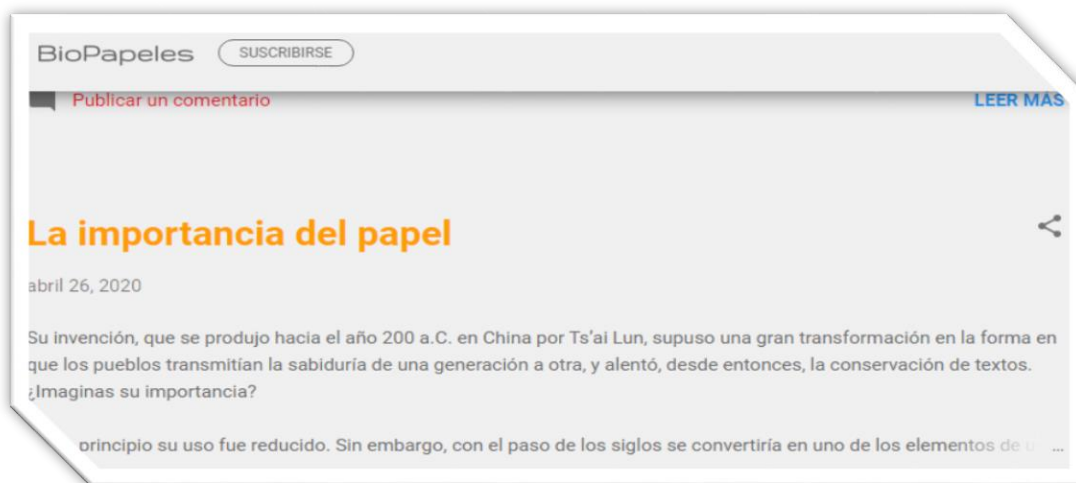 BioPapeles SUSCRIBIRSE
Publicar un comentario LEER MÁS
La importancia del papel
abril 26, 2020
Su invención, que se produjo hacia el año 200 a.C. en China por Ts'ai Lun, supuso una gran transformación en la forma en
que los pueblos transmitían la sabiduría de una generación a otra, y alentó, desde entonces, la conservación de textos.
¿Imaginas su importancia?
principio su uso fue reducido. Sin embargo, con el paso de los siglos se convertiría en uno de los elementos de ...